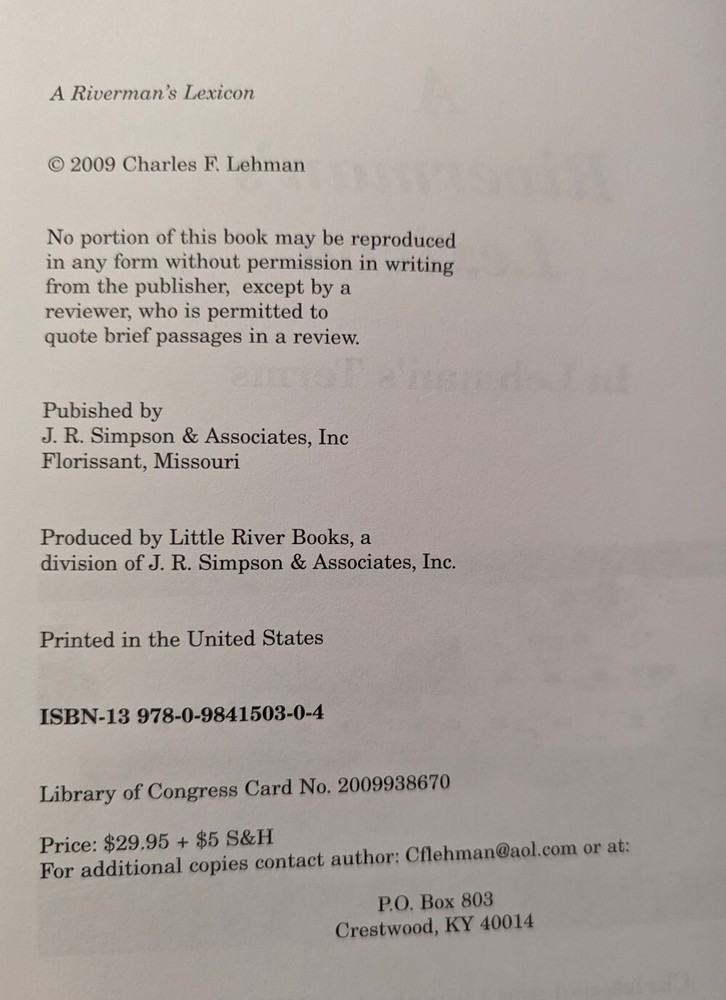 A Riverman's Lexicon
© 2009 Charles F. Lehman
No portion of this book may be reproduced
in any form without permission in writing
from the publisher, except by a
reviewer, who is permitted to
quote brief passages in a review.
Pubished by
J. R. Simpson & Associates, Inc
Florissant, Missouri
Produced by Little River Books, a
division of J. R. Simpson & Associates, Inc.
Printed in the United States
ISBN-13 978-0-9841503-0-4
Library of Congress Card No. 2009938670
Price: $29.95 + $5 S&H
For additional copies contact author: Cflehman@aol.com or at:
P.O. Box 803
Crestwood, KY 40014